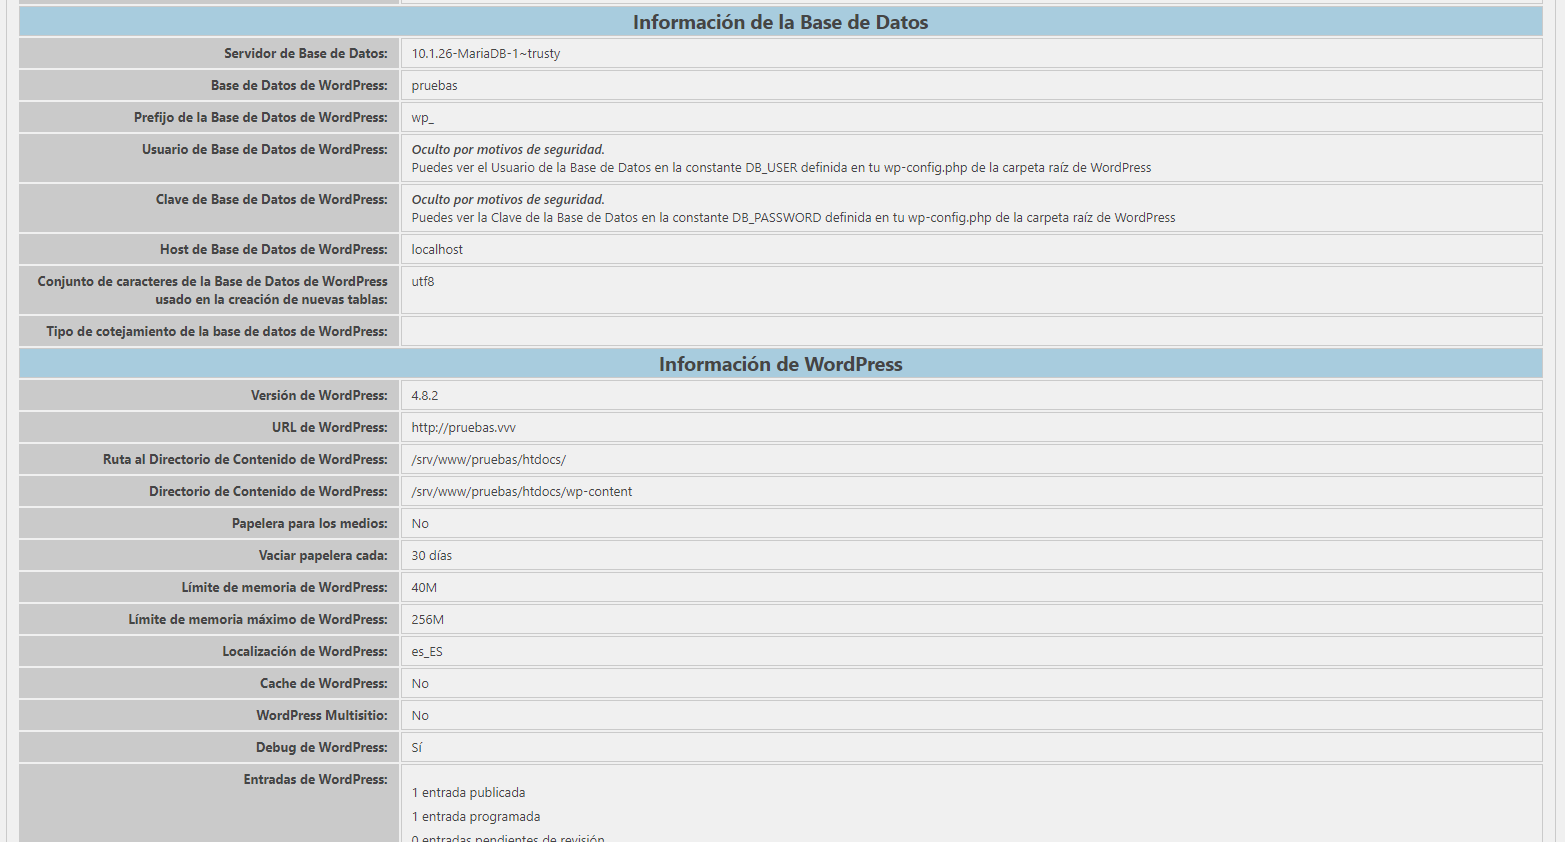 Información de la Base de Datos
Servidor de Base de Datos: 10.1.26-MariaDB-1~trusty
Base de Datos de WordPress: pruebas
Prefijo de la Base de Datos de WordPress: wp_
Usuario de Base de Datos de WordPress: Oculto por motivos de seguridad.
Puedes ver el Usuario de la Base de Datos en la constante DB_USER definida en tu wp-config.php de la carpeta raíz de WordPress
Clave de Base de Datos de WordPress: Oculto por motivos de seguridad.
Puedes ver la Clave de la Base de Datos en la constante DB_PASSWORD definida en tu wp-config.php de la carpeta raíz de WordPress
Host de Base de Datos de WordPress: localhost
Conjunto de caracteres de la Base de Datos de WordPress utf8
usado en la creación de nuevas tablas:
Tipo de cotejamiento de la base de datos de WordPress:
Información de WordPress
Versión de WordPress: 4.8.2
URL de WordPress: http://pruebas.vvv
Ruta al Directorio de Contenido de WordPress: /srv/www/pruebas/htdocs/
Directorio de Contenido de WordPress: /srv/www/pruebas/htdocs/wp-content
Papelera para los medios: No
Vaciar papelera cada: 30 días
Límite de memoria de WordPress: 40M
Límite de memoria máximo de WordPress: 256M
Localización de WordPress: es_ES
Cache de WordPress: No
WordPress Multisitio: No
Debug de WordPress: Sí
Entradas de WordPress:
1 entrada publicada
1 entrada programada
0 entradas pendientes de revisión